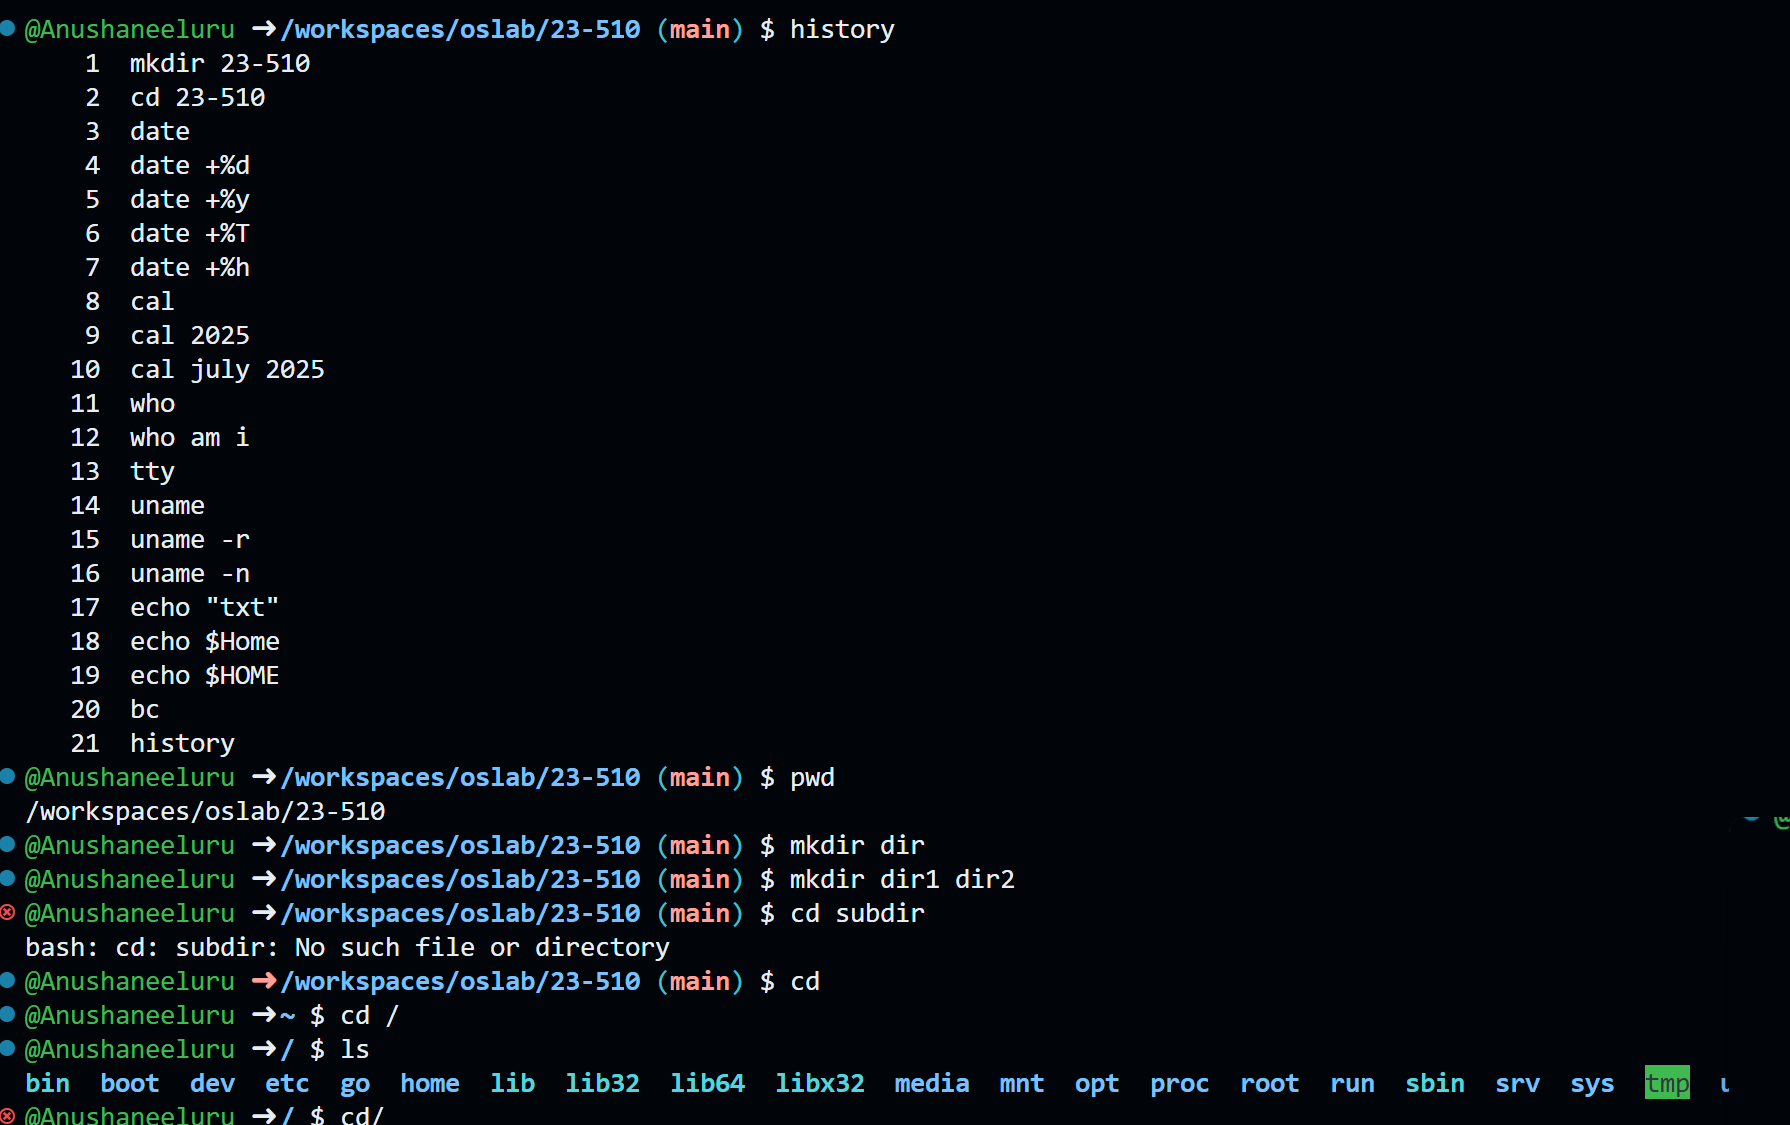 @Anushaneeluru ➜/workspaces/oslab/23-510 (main) $ history
1 mkdir 23-510
2 cd 23-510
3 date
4 date +%d
5 date +%y
6 date +%T
7 date +%h
8 cal
9 cal 2025
10 cal july 2025
11 who
12 who am i
13 tty
14 uname
15 uname -r
16 uname -n
17 echo "txt"
18 echo $Home
19 echo $HOME
20 bc
21 history
@Anushaneeluru ➜/workspaces/oslab/23-510 (main) $ pwd
/workspaces/oslab/23-510
@Anushaneeluru ➜/workspaces/oslab/23-510 (main) $ mkdir dir
@Anushaneeluru ➜/workspaces/oslab/23-510 (main) $ mkdir dir1 dir2
@Anushaneeluru ➜/workspaces/oslab/23-510 (main) $ cd subdir
bash: cd: subdir: No such file or directory
@Anushaneeluru ➜/workspaces/oslab/23-510 (main) $ cd
@Anushaneeluru ➜~ $ cd /
@Anushaneeluru ➜/ $ ls
bin boot dev etc go home lib lib32 lib64 libx32 media mnt opt proc root run sbin srv sys tmp
@Anushaneeluru ➜/ $ cd/